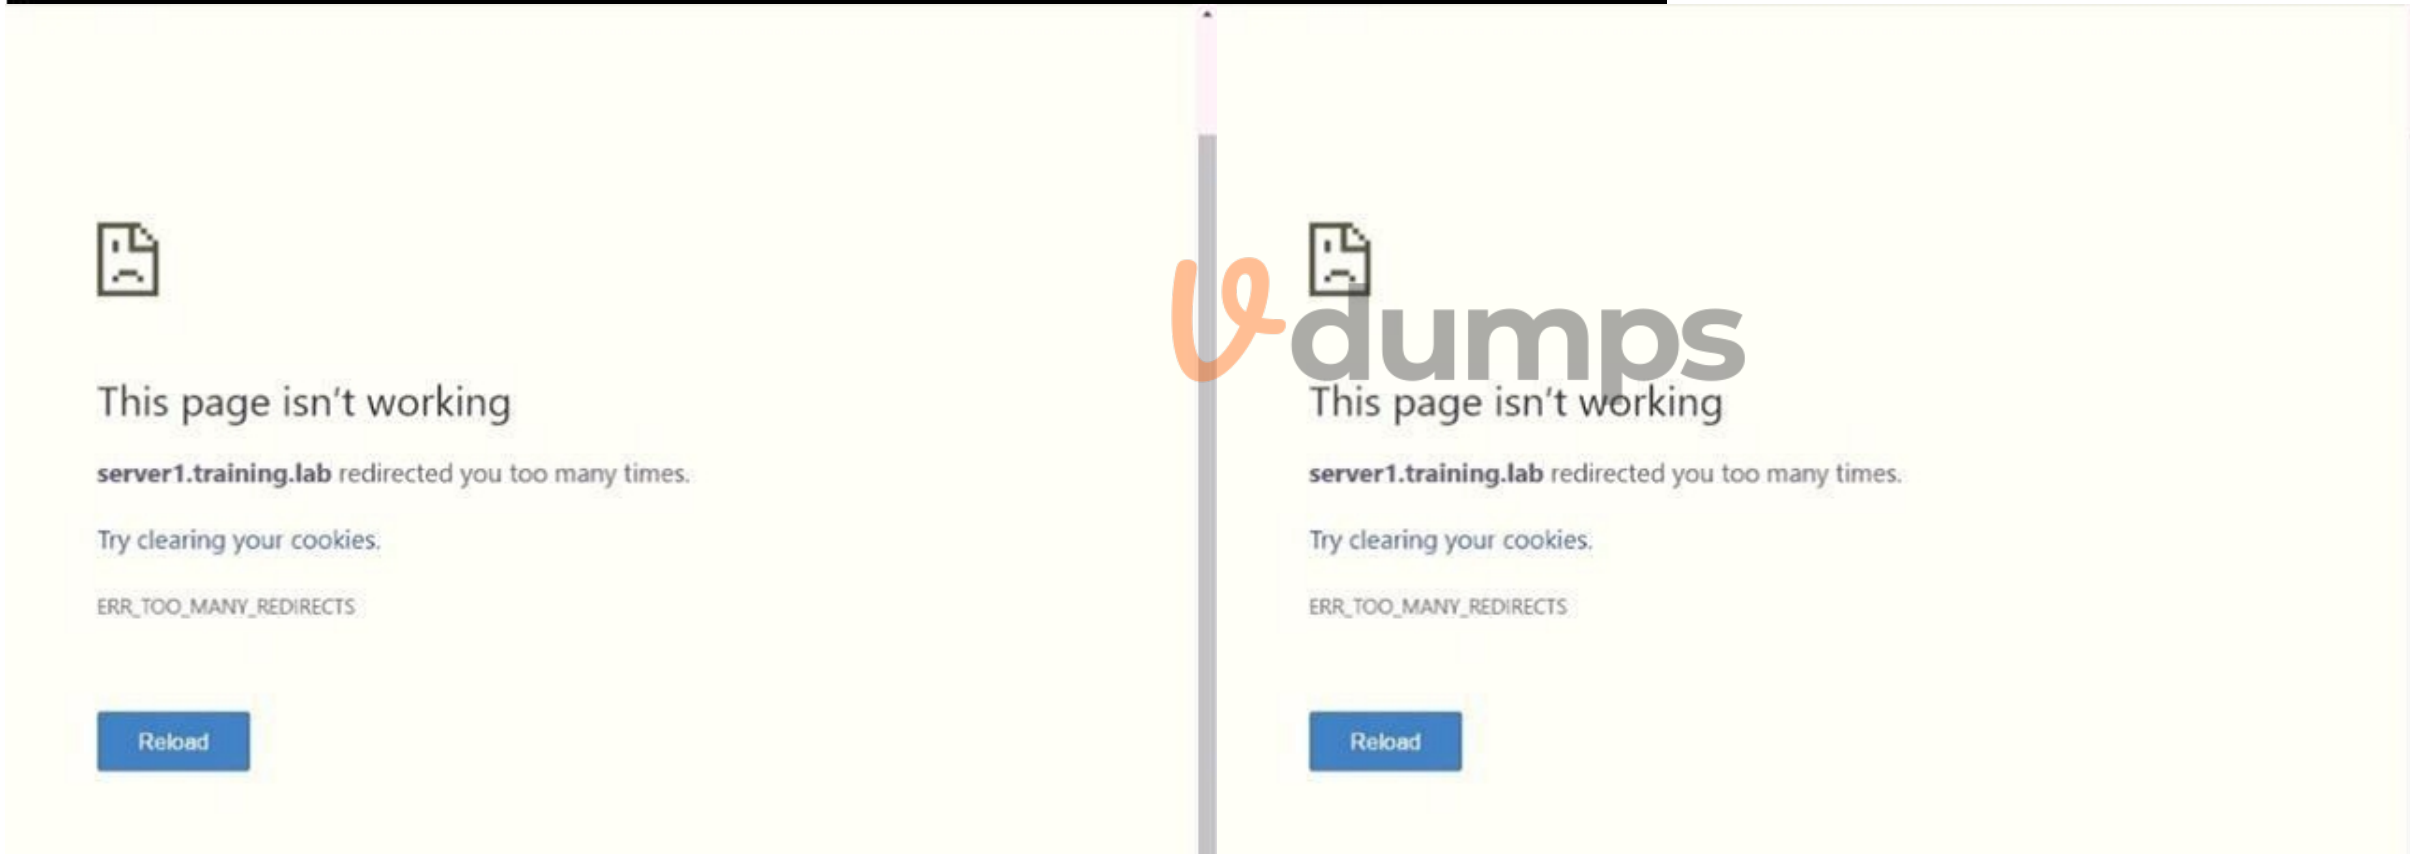 This page isn't working
server1.training.lab redirected you too many times.
Try clearing your cookies.
ERR_TOO_MANY_REDIRECTS
Reload
Vdumps
This page isn't working
server1.training.lab redirected you too many times.
Try clearing your cookies.
ERR_TOO_MANY_REDIRECTS
Reload